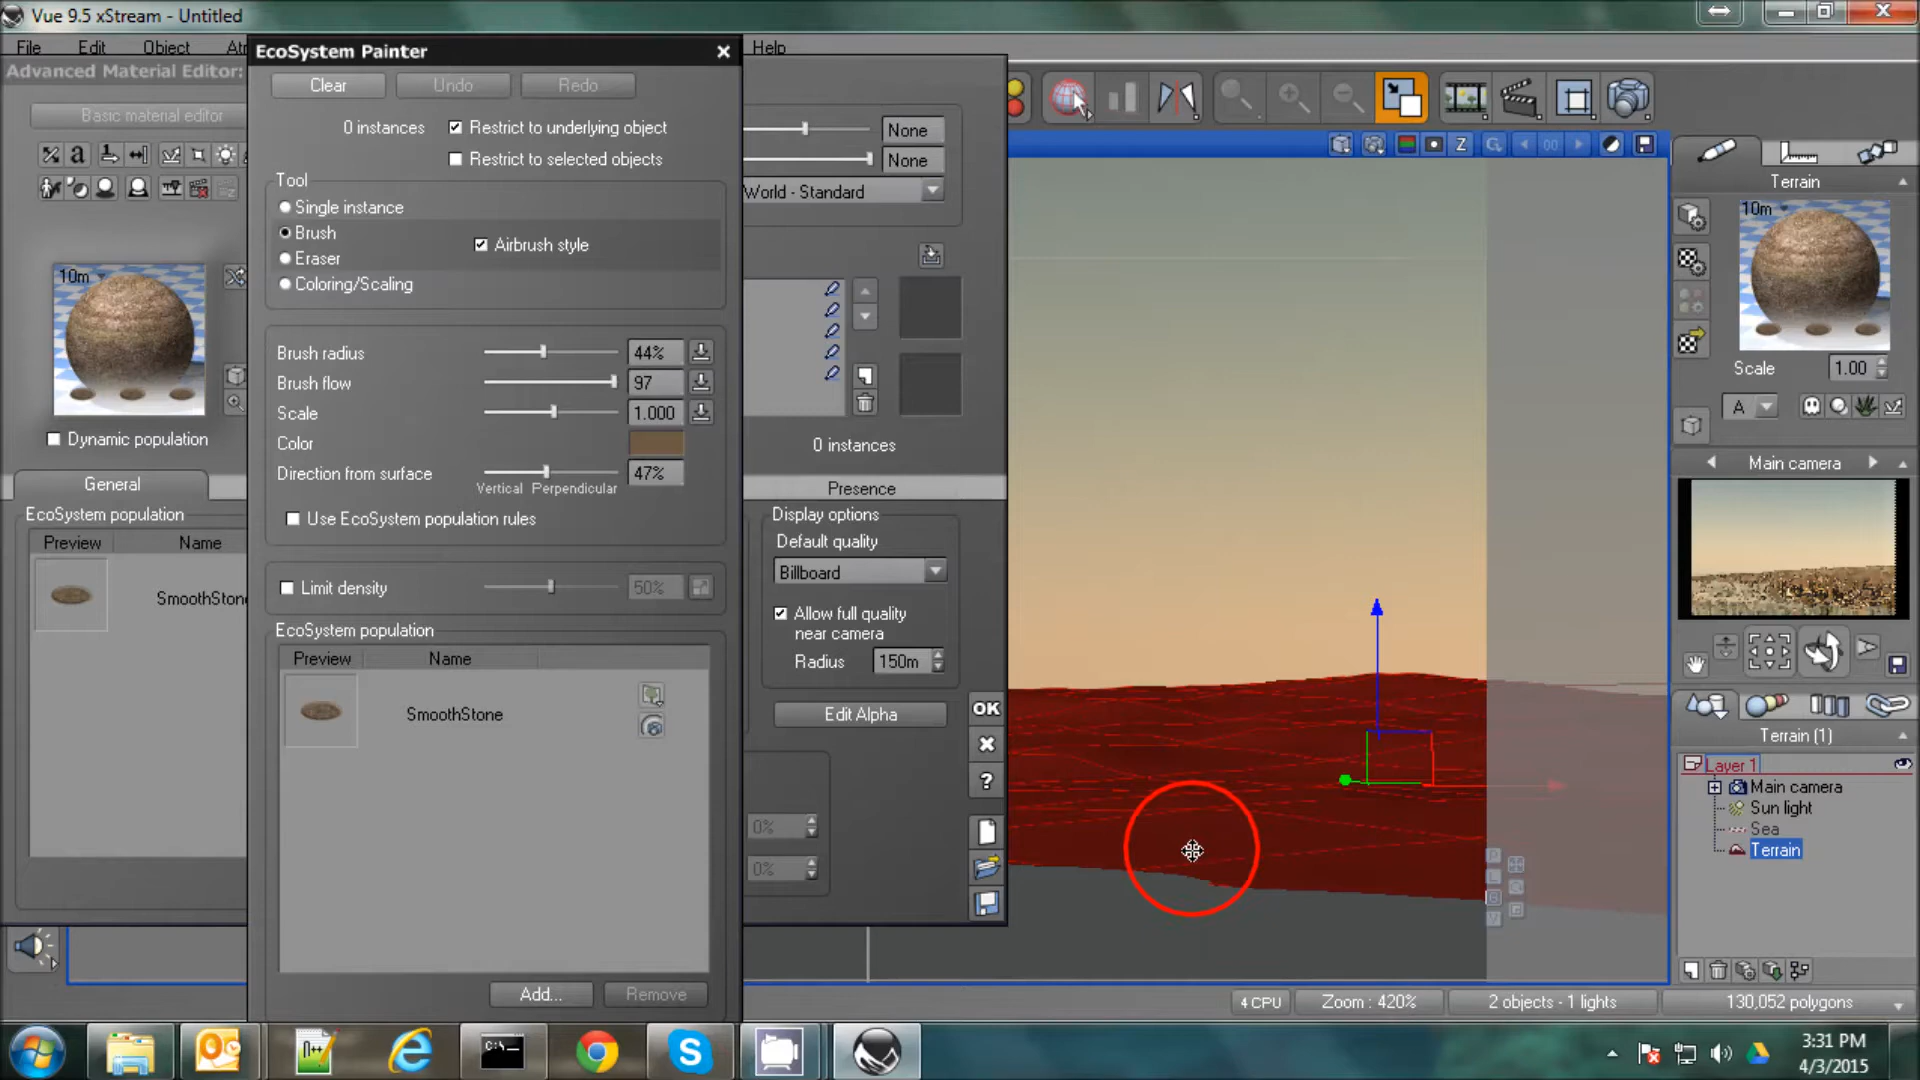 Vue 9.5 xStream - Untitled
File Edit Object Help
Advanced Material Editor:
Basic material editor
10m
Dynamic population
General
EcoSystem population
Preview Name
SmoothStone
EcoSystem Painter
Clear Undo Redo
0 instances Restrict to underlying object
Restrict to selected objects
Tool
Single instance
Brush
Airbrush style
Eraser
Coloring/Scaling
Brush radius 44%
Brush flow 97
Scale 1.000
Color
Direction from surface 47%
Vertical Perpendicular
Use EcoSystem population rules
Limit density 50%
EcoSystem population
Preview Name
SmoothStone
Add... Remove
None
None
World - Standard
0 instances
Presence
Display options
Default quality
Billboard
Allow full quality
near camera
Radius 150m
Edit Alpha
OK
?
0%
0%
Z
00
Terrain
10m
Scale 1.00
A
Main camera
Terrain (1)
Layer 1
Main camera
Sun light
Sea
Terrain
4 CPU Zoom : 420% 2 objects - 1 lights 130,052 polygons
3:31 PM
4/3/2015